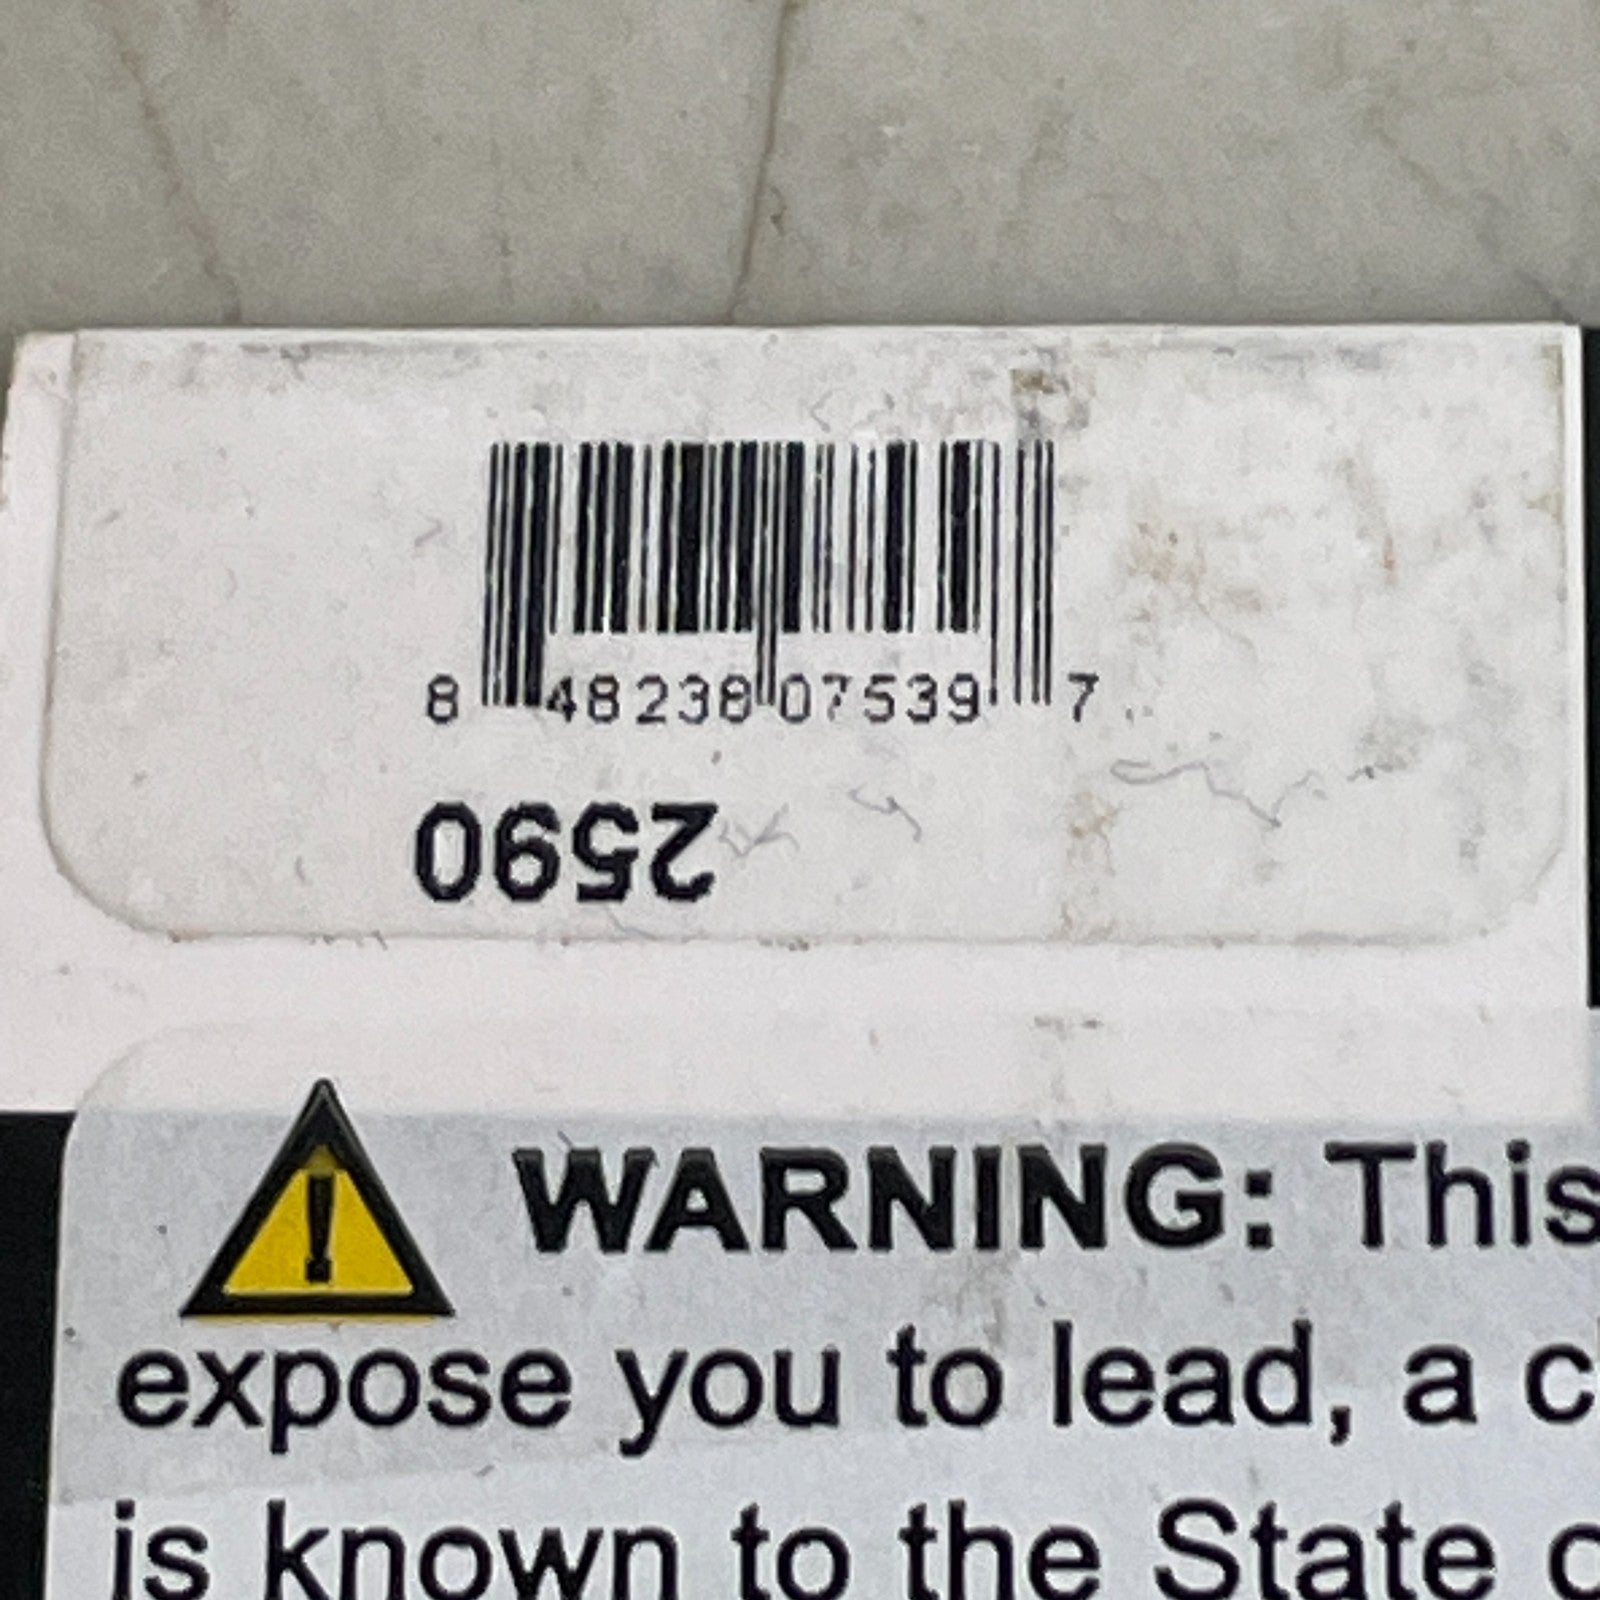 8 48238 07539 7
2590
WARNING: This
expose you to lead, a c
is known to the State o